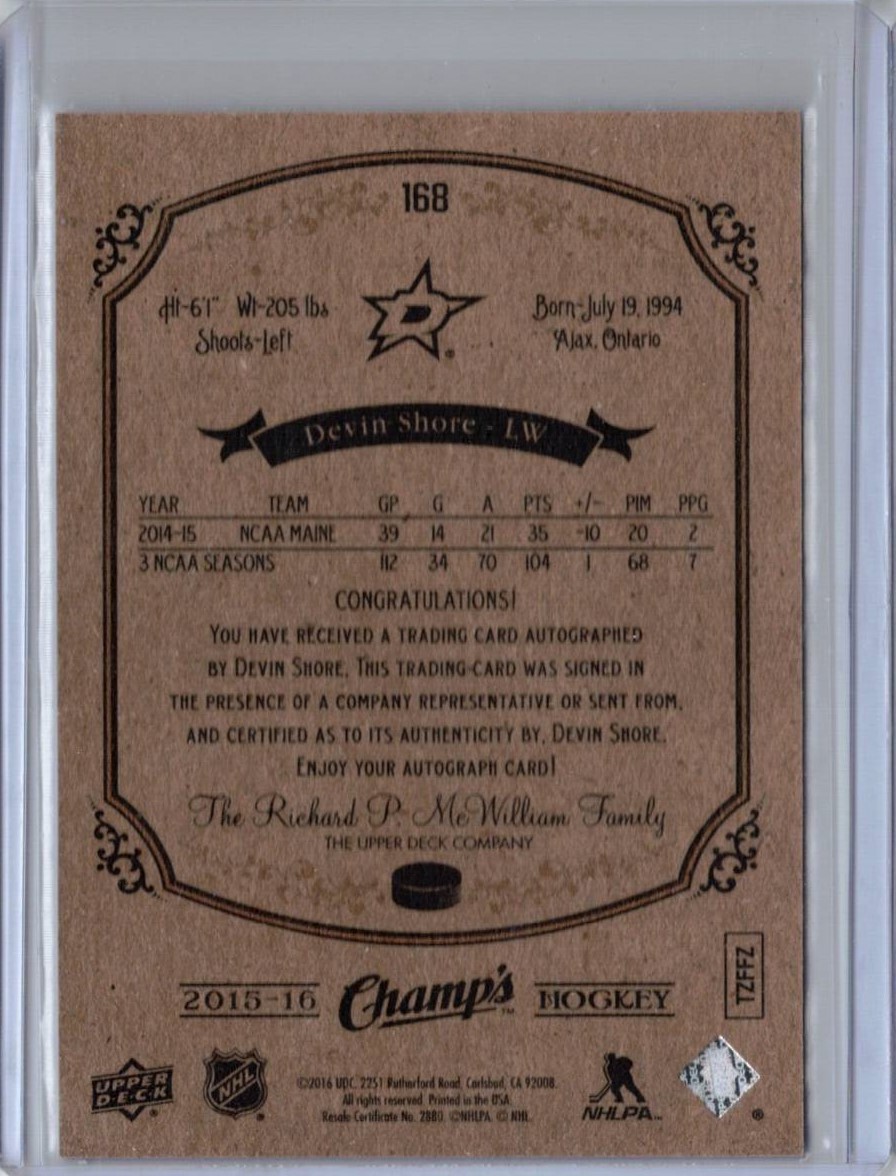 168
Ht-6'1" Wt-205 lbs
Shoots-Left
D
®
Born-July 19, 1994
Ajax, Ontario
Devin Shore - LW
YEAR TEAM GP G A PTS +/- PIM PPG
2014-15 NCAA MAINE 39 14 21 35 -10 20 2
3 NCAA SEASONS 112 34 70 104 1 68 7
CONGRATULATIONS!
YOU HAVE RECEIVED A TRADING CARD AUTOGRAPHED
BY DEVIN SHORE. THIS TRADING CARD WAS SIGNED IN
THE PRESENCE OF A COMPANY REPRESENTATIVE OR SENT FROM,
AND CERTIFIED AS TO ITS AUTHENTICITY BY, DEVIN SHORE.
ENJOY YOUR AUTOGRAPH CARD!
The Richard P. McWilliam Family
THE UPPER DECK COMPANY
TZFFZ
2015-16 Champ's™ HOCKEY
UPPER DECK®
NHL®
©2016 UDC. 2251 Rutherford Road, Carlsbad, CA 92008.
All rights reserved. Printed in the USA.
Resale Certificate No. 2880. ©NHLPA. © NHL.
NHLPA™
®